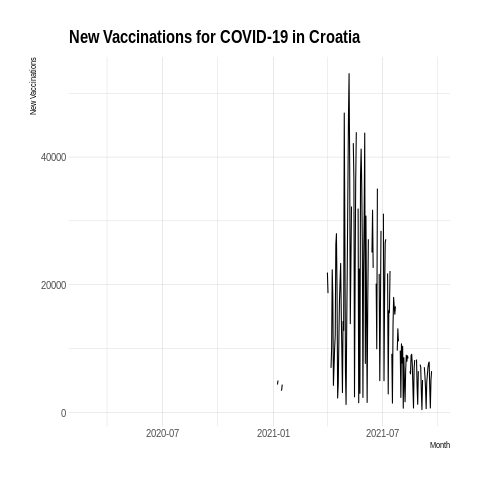 New Vaccinations for COVID-19 in Croatia
New Vaccinations
40000
20000
0
2020-07 2021-01 2021-07
Month